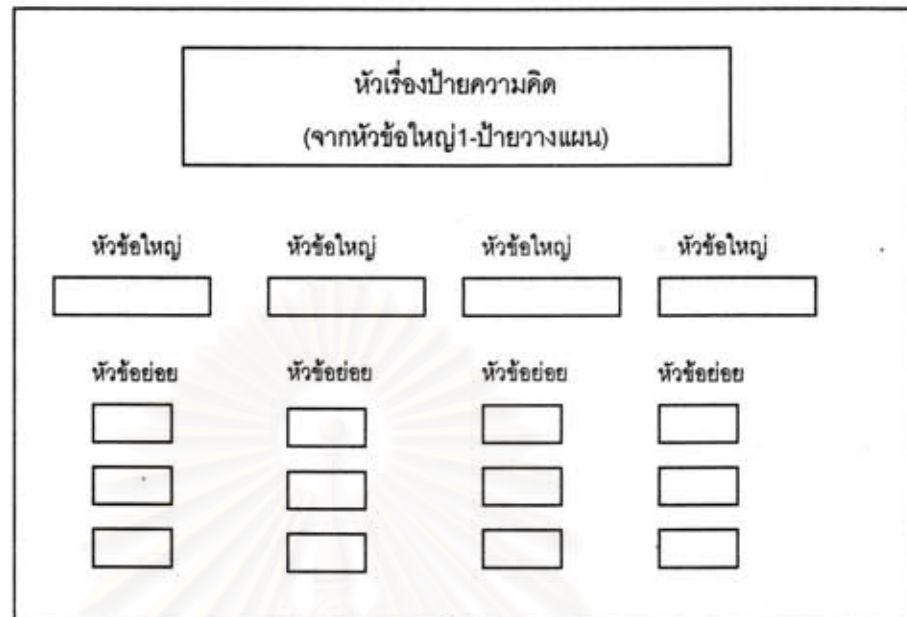 หัวเรื่องป้ายความคิด
(จากหัวข้อใหญ่1-ป้ายวางแผน)
หัวข้อใหญ่ หัวข้อใหญ่ หัวข้อใหญ่ หัวข้อใหญ่
หัวข้อย่อย หัวข้อย่อย หัวข้อย่อย หัวข้อย่อย